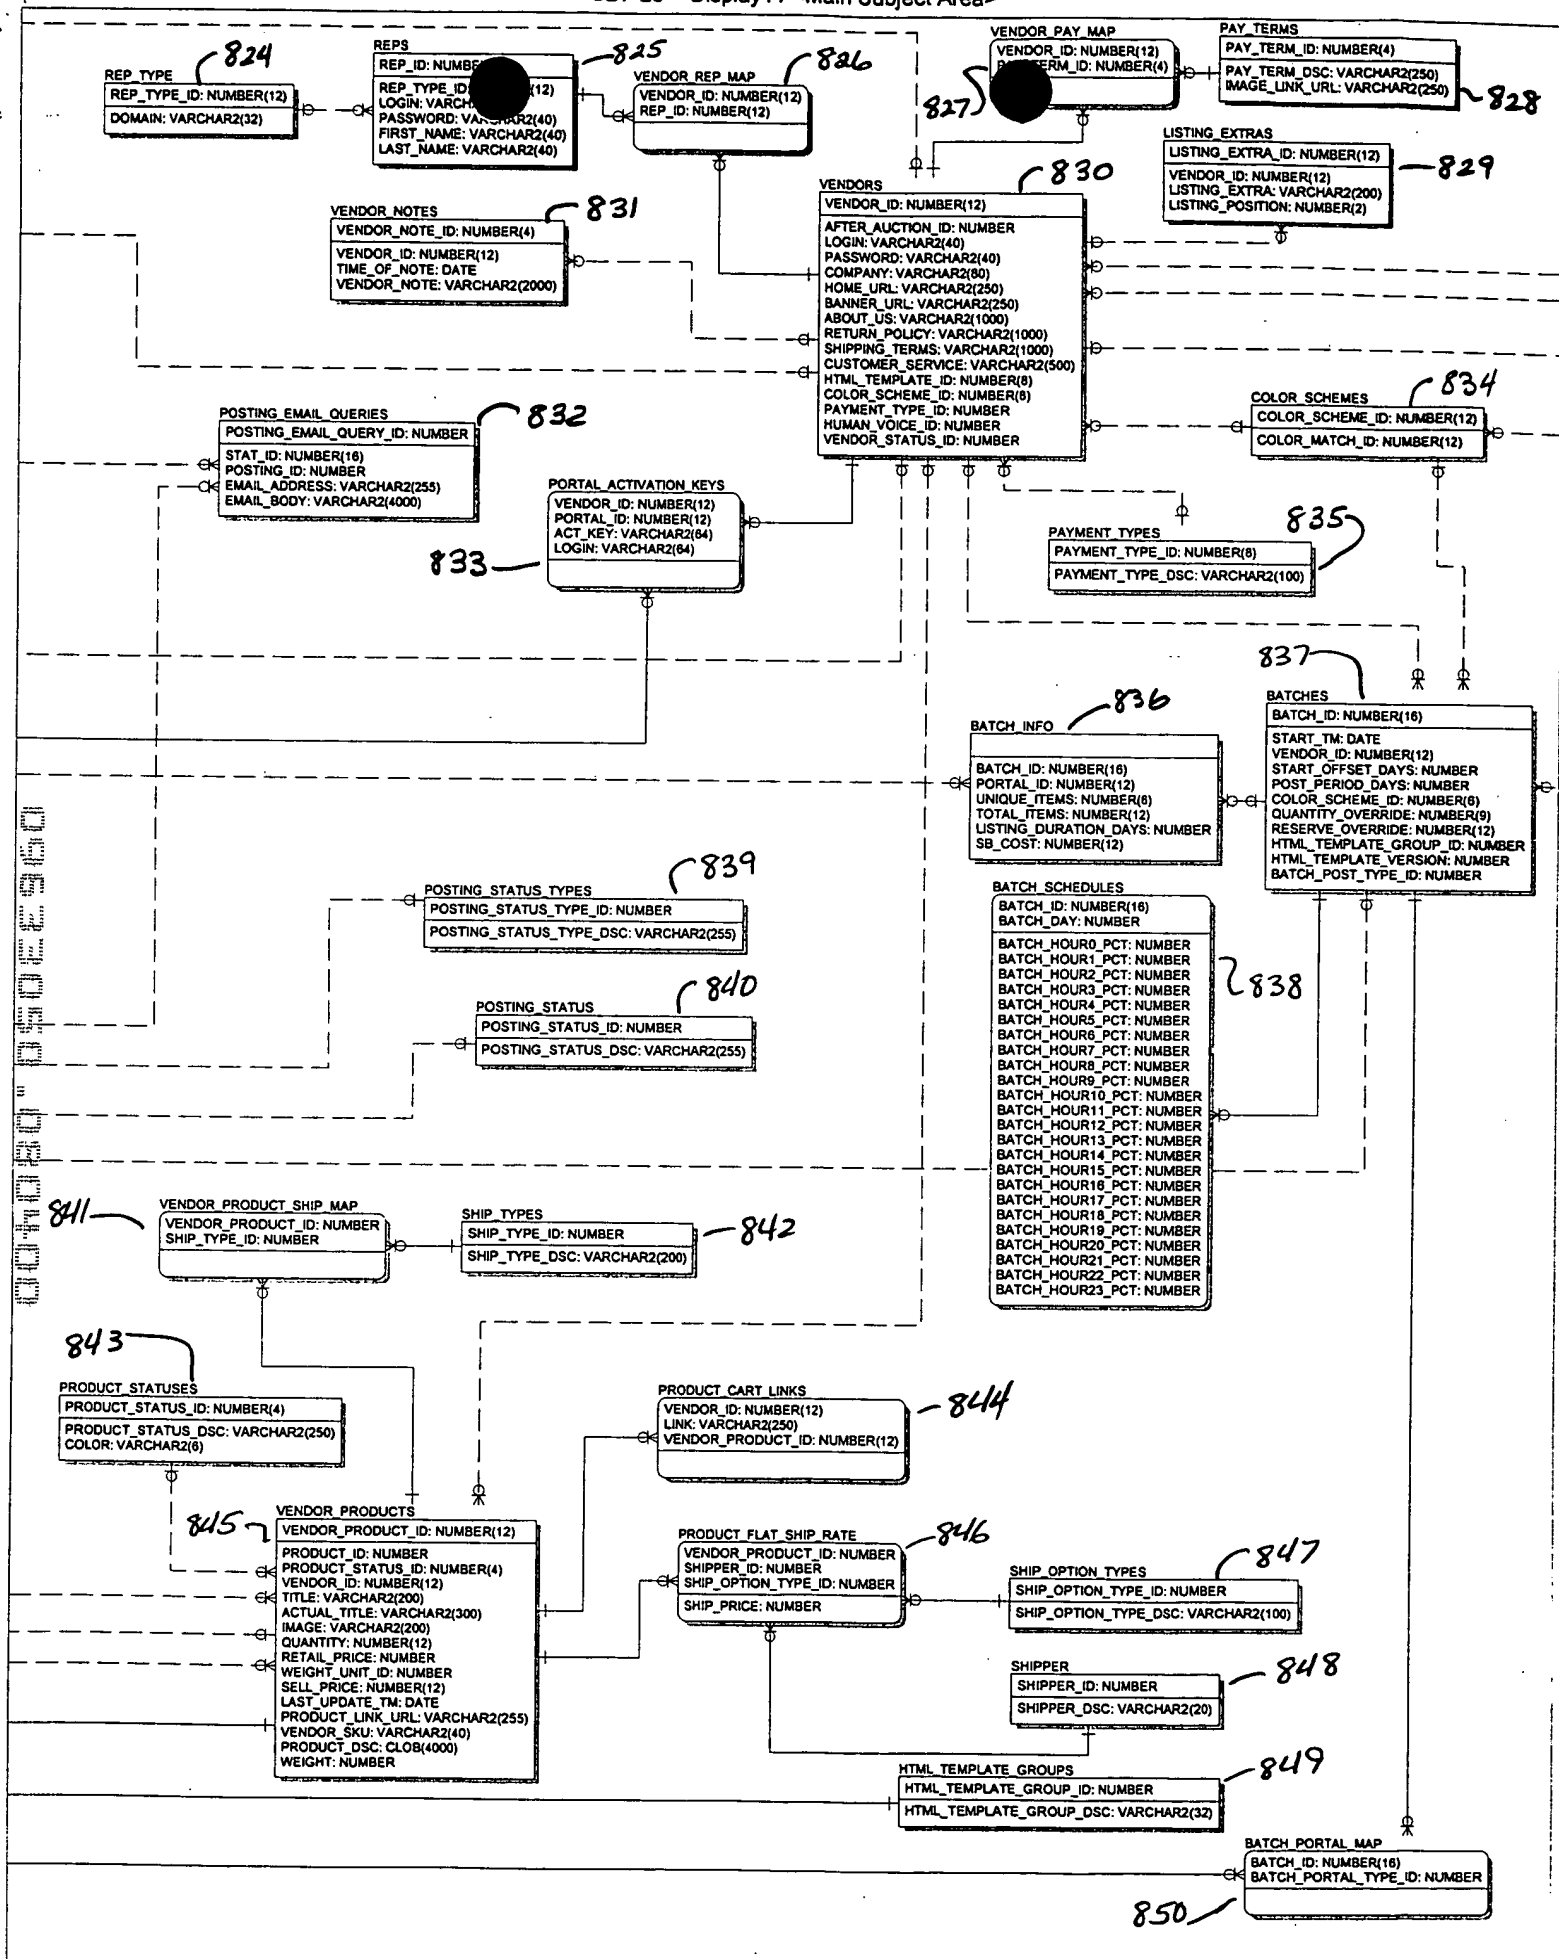 Display
Main Subject Area>
REP_TYPE
824
REP_TYPE_ID: NUMBER(12)
DOMAIN: VARCHAR2(32)
REPS
825
REP_ID:
REP_TYPE_ID: (12)
LOGIN:
PASSWORD: VARCHAR2(40)
FIRST_NAME: VARCHAR2(40)
LAST_NAME: VARCHAR2(40)
VENDOR_REP_MAP
826
VENDOR_ID: NUMBER(12)
REP_ID: NUMBER(12)
VENDOR_PAY_MAP
VENDOR_ID: NUMBER(12)
NUMBER(4)
827
PAY_TERMS
PAY_TERM_ID: NUMBER(4)
PAY_TERM_DSC: VARCHAR2(250)
IMAGE_LINK_URL: VARCHAR2(250)
828
LISTING_EXTRAS
LISTING_EXTRA_ID: NUMBER(12)
829
VENDOR_ID: NUMBER(12)
LISTING_EXTRA: VARCHAR2(200)
LISTING_POSITION: NUMBER(2)
VENDORS
830
VENDOR_ID: NUMBER(12)
AFTER_AUCTION_ID: NUMBER
LOGIN: VARCHAR2(40)
PASSWORD: VARCHAR2(40)
COMPANY: VARCHAR2(80)
HOME_URL: VARCHAR2(250)
BANNER_URL: VARCHAR2(250)
ABOUT_US: VARCHAR2(1000)
RETURN_POLICY: VARCHAR2(1000)
SHIPPING_TERMS: VARCHAR2(1000)
CUSTOMER_SERVICE: VARCHAR2(500)
HTML_TEMPLATE_ID: NUMBER(8)
COLOR_SCHEME_ID: NUMBER(8)
PAYMENT_TYPE_ID: NUMBER
HUMAN_VOICE_ID: NUMBER
VENDOR_STATUS_ID: NUMBER
VENDOR_NOTES
831
VENDOR_NOTE_ID: NUMBER(4)
VENDOR_ID: NUMBER(12)
TIME_OF_NOTE: DATE
VENDOR_NOTE: VARCHAR2(2000)
POSTING_EMAIL_QUERIES
832
POSTING_EMAIL_QUERY_ID: NUMBER
STAT_ID: NUMBER(16)
POSTING_ID: NUMBER
EMAIL_ADDRESS: VARCHAR2(255)
EMAIL_BODY: VARCHAR2(4000)
PORTAL_ACTIVATION_KEYS
VENDOR_ID: NUMBER(12)
PORTAL_ID: NUMBER(12)
ACT_KEY: VARCHAR2(64)
LOGIN: VARCHAR2(64)
833
COLOR_SCHEMES
834
COLOR_SCHEME_ID: NUMBER(12)
COLOR_MATCH_ID: NUMBER(12)
PAYMENT_TYPES
835
PAYMENT_TYPE_ID: NUMBER(8)
PAYMENT_TYPE_DSC: VARCHAR2(100)
BATCH_INFO
836
BATCH_ID: NUMBER(16)
PORTAL_ID: NUMBER(12)
UNIQUE_ITEMS: NUMBER(6)
TOTAL_ITEMS: NUMBER(12)
LISTING_DURATION_DAYS: NUMBER
SB_COST: NUMBER(12)
837
BATCHES
BATCH_ID: NUMBER(16)
START_TM: DATE
VENDOR_ID: NUMBER(12)
START_OFFSET_DAYS: NUMBER
POST_PERIOD_DAYS: NUMBER
COLOR_SCHEME_ID: NUMBER(6)
QUANTITY_OVERRIDE: NUMBER(9)
RESERVE_OVERRIDE: NUMBER(12)
HTML_TEMPLATE_GROUP_ID: NUMBER
HTML_TEMPLATE_VERSION: NUMBER
BATCH_POST_TYPE_ID: NUMBER
BATCH_SCHEDULES
BATCH_ID: NUMBER(16)
BATCH_DAY: NUMBER
838
BATCH_HOUR0_PCT: NUMBER
BATCH_HOUR1_PCT: NUMBER
BATCH_HOUR2_PCT: NUMBER
BATCH_HOUR3_PCT: NUMBER
BATCH_HOUR4_PCT: NUMBER
BATCH_HOUR5_PCT: NUMBER
BATCH_HOUR6_PCT: NUMBER
BATCH_HOUR7_PCT: NUMBER
BATCH_HOUR8_PCT: NUMBER
BATCH_HOUR9_PCT: NUMBER
BATCH_HOUR10_PCT: NUMBER
BATCH_HOUR11_PCT: NUMBER
BATCH_HOUR12_PCT: NUMBER
BATCH_HOUR13_PCT: NUMBER
BATCH_HOUR14_PCT: NUMBER
BATCH_HOUR15_PCT: NUMBER
BATCH_HOUR16_PCT: NUMBER
BATCH_HOUR17_PCT: NUMBER
BATCH_HOUR18_PCT: NUMBER
BATCH_HOUR19_PCT: NUMBER
BATCH_HOUR20_PCT: NUMBER
BATCH_HOUR21_PCT: NUMBER
BATCH_HOUR22_PCT: NUMBER
BATCH_HOUR23_PCT: NUMBER
POSTING_STATUS_TYPES
839
POSTING_STATUS_TYPE_ID: NUMBER
POSTING_STATUS_TYPE_DSC: VARCHAR2(255)
POSTING_STATUS
840
POSTING_STATUS_ID: NUMBER
POSTING_STATUS_DSC: VARCHAR2(255)
841
VENDOR_PRODUCT_SHIP_MAP
VENDOR_PRODUCT_ID: NUMBER
SHIP_TYPE_ID: NUMBER
SHIP_TYPES
842
SHIP_TYPE_ID: NUMBER
SHIP_TYPE_DSC: VARCHAR2(200)
843
PRODUCT_STATUSES
PRODUCT_STATUS_ID: NUMBER(4)
PRODUCT_STATUS_DSC: VARCHAR2(250)
COLOR: VARCHAR2(6)
PRODUCT_CART_LINKS
844
VENDOR_ID: NUMBER(12)
LINK: VARCHAR2(250)
VENDOR_PRODUCT_ID: NUMBER(12)
845
VENDOR_PRODUCTS
VENDOR_PRODUCT_ID: NUMBER(12)
PRODUCT_ID: NUMBER
PRODUCT_STATUS_ID: NUMBER(4)
VENDOR_ID: NUMBER(12)
TITLE: VARCHAR2(200)
ACTUAL_TITLE: VARCHAR2(300)
IMAGE: VARCHAR2(200)
QUANTITY: NUMBER(12)
RETAIL_PRICE: NUMBER
WEIGHT_UNIT_ID: NUMBER
SELL_PRICE: NUMBER(12)
LAST_UPDATE_TM: DATE
PRODUCT_LINK_URL: VARCHAR2(255)
VENDOR_SKU: VARCHAR2(40)
PRODUCT_DSC: CLOB(4000)
WEIGHT: NUMBER
PRODUCT_FLAT_SHIP_RATE
846
VENDOR_PRODUCT_ID: NUMBER
SHIPPER_ID: NUMBER
SHIP_OPTION_TYPE_ID: NUMBER
SHIP_PRICE: NUMBER
SHIP_OPTION_TYPES
847
SHIP_OPTION_TYPE_ID: NUMBER
SHIP_OPTION_TYPE_DSC: VARCHAR2(100)
SHIPPER
848
SHIPPER_ID: NUMBER
SHIPPER_DSC: VARCHAR2(20)
HTML_TEMPLATE_GROUPS
849
HTML_TEMPLATE_GROUP_ID: NUMBER
HTML_TEMPLATE_GROUP_DSC: VARCHAR2(32)
BATCH_PORTAL_MAP
BATCH_ID: NUMBER(16)
BATCH_PORTAL_TYPE_ID: NUMBER
850